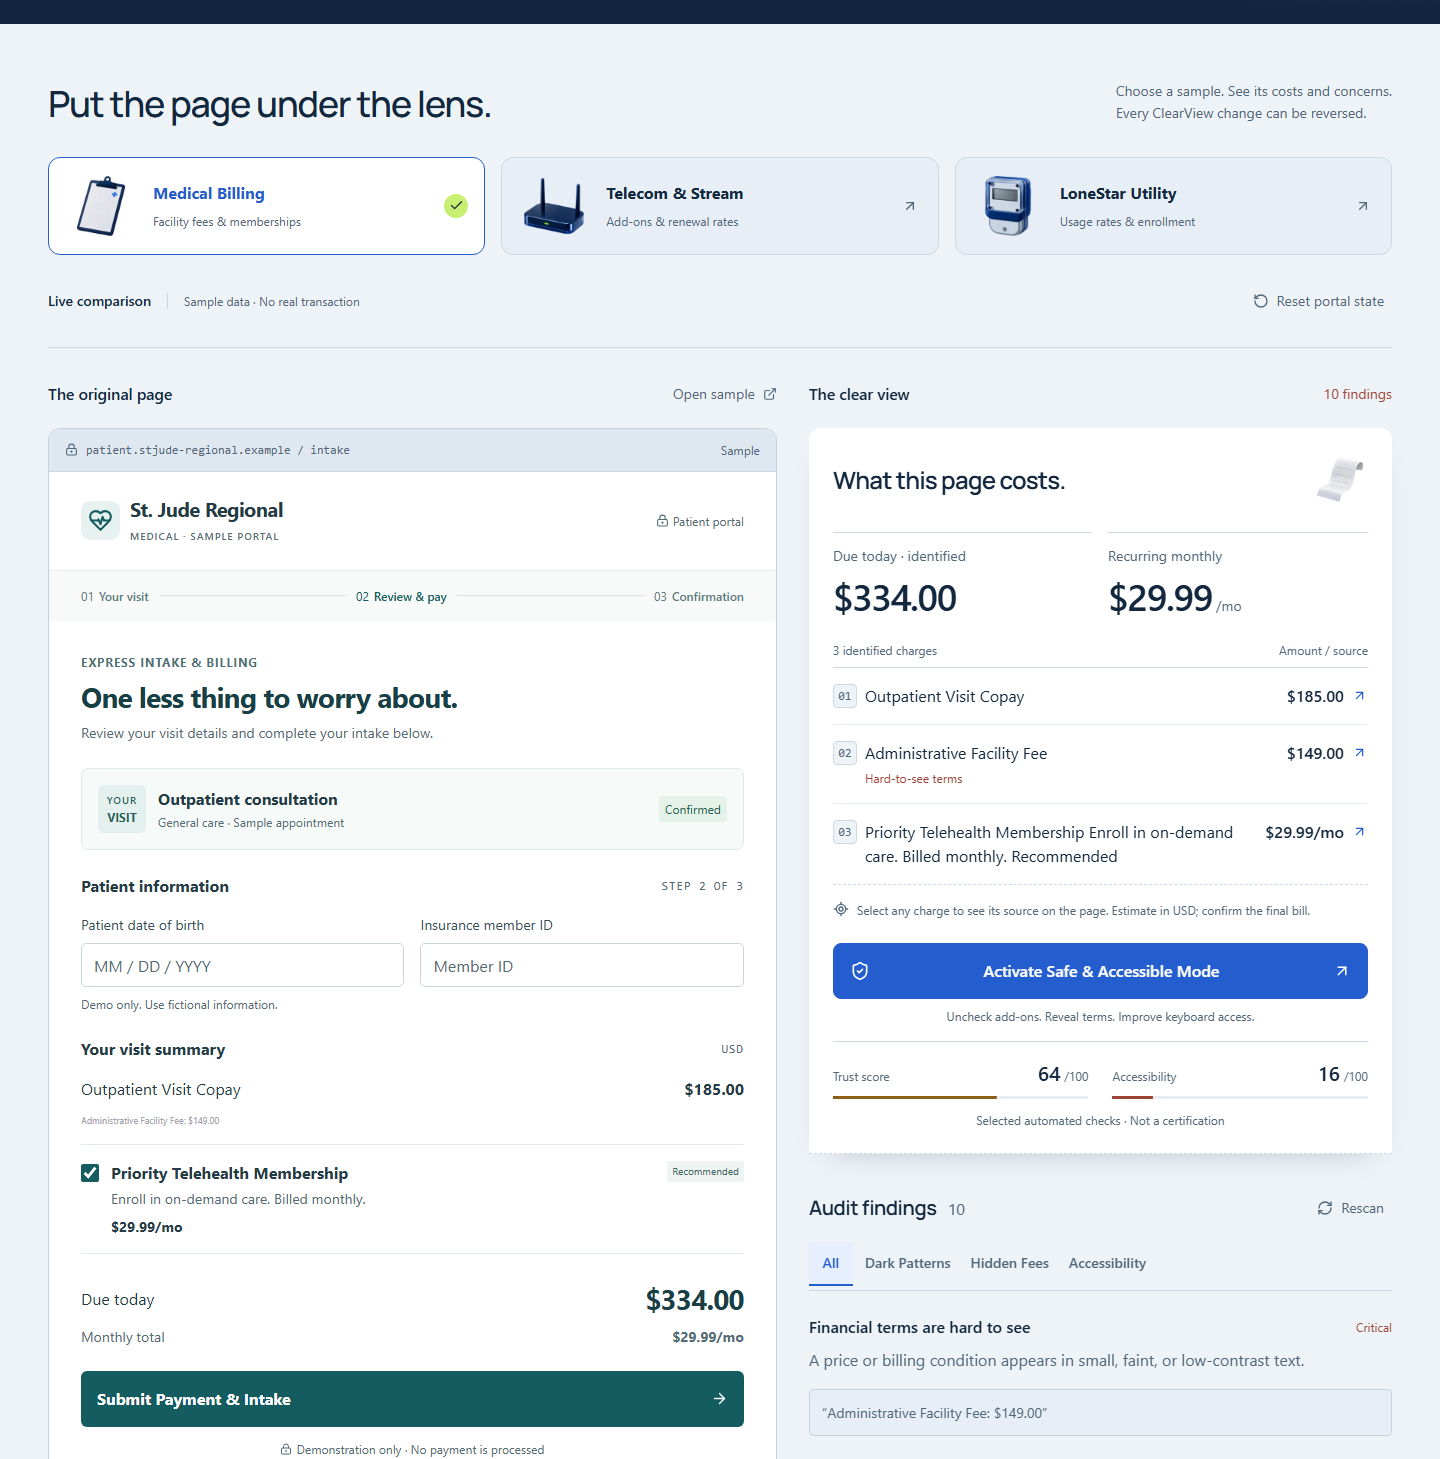 Put the page under the lens.
Choose a sample. See its costs and concerns.
Every ClearView change can be reversed.
Medical Billing
Facility fees & memberships
Telecom & Stream
Add-ons & renewal rates
LoneStar Utility
Usage rates & enrollment
Live comparison
Sample data · No real transaction
Reset portal state
The original page
Open sample
patient.stjude-regional.example / intake
Sample
St. Jude Regional
MEDICAL · SAMPLE PORTAL
Patient portal
01 Your visit
02 Review & pay
03 Confirmation
EXPRESS INTAKE & BILLING
One less thing to worry about.
Review your visit details and complete your intake below.
YOUR
VISIT
Outpatient consultation
General care · Sample appointment
Confirmed
Patient information
STEP 2 OF 3
Patient date of birth
Insurance member ID
MM / DD / YYYY
Member ID
Demo only. Use fictional information.
Your visit summary
USD
Outpatient Visit Copay
$185.00
Administrative Facility Fee: $149.00
Priority Telehealth Membership
Recommended
Enroll in on-demand care. Billed monthly.
$29.99/mo
Due today
$334.00
Monthly total
$29.99/mo
Submit Payment & Intake
Demonstration only · No payment is processed
The clear view
10 findings
What this page costs.
Due today · identified
$334.00
Recurring monthly
$29.99 /mo
3 identified charges
Amount / source
01 Outpatient Visit Copay
$185.00
02 Administrative Facility Fee
$149.00
Hard-to-see terms
03 Priority Telehealth Membership Enroll in on-demand
$29.99/mo
care. Billed monthly. Recommended
Select any charge to see its source on the page. Estimate in USD; confirm the final bill.
Activate Safe & Accessible Mode
Uncheck add-ons. Reveal terms. Improve keyboard access.
Trust score
64 /100
Accessibility
16 /100
Selected automated checks · Not a certification
Audit findings 10
Rescan
All
Dark Patterns
Hidden Fees
Accessibility
Financial terms are hard to see
Critical
A price or billing condition appears in small, faint, or low-contrast text.
“Administrative Facility Fee: $149.00”